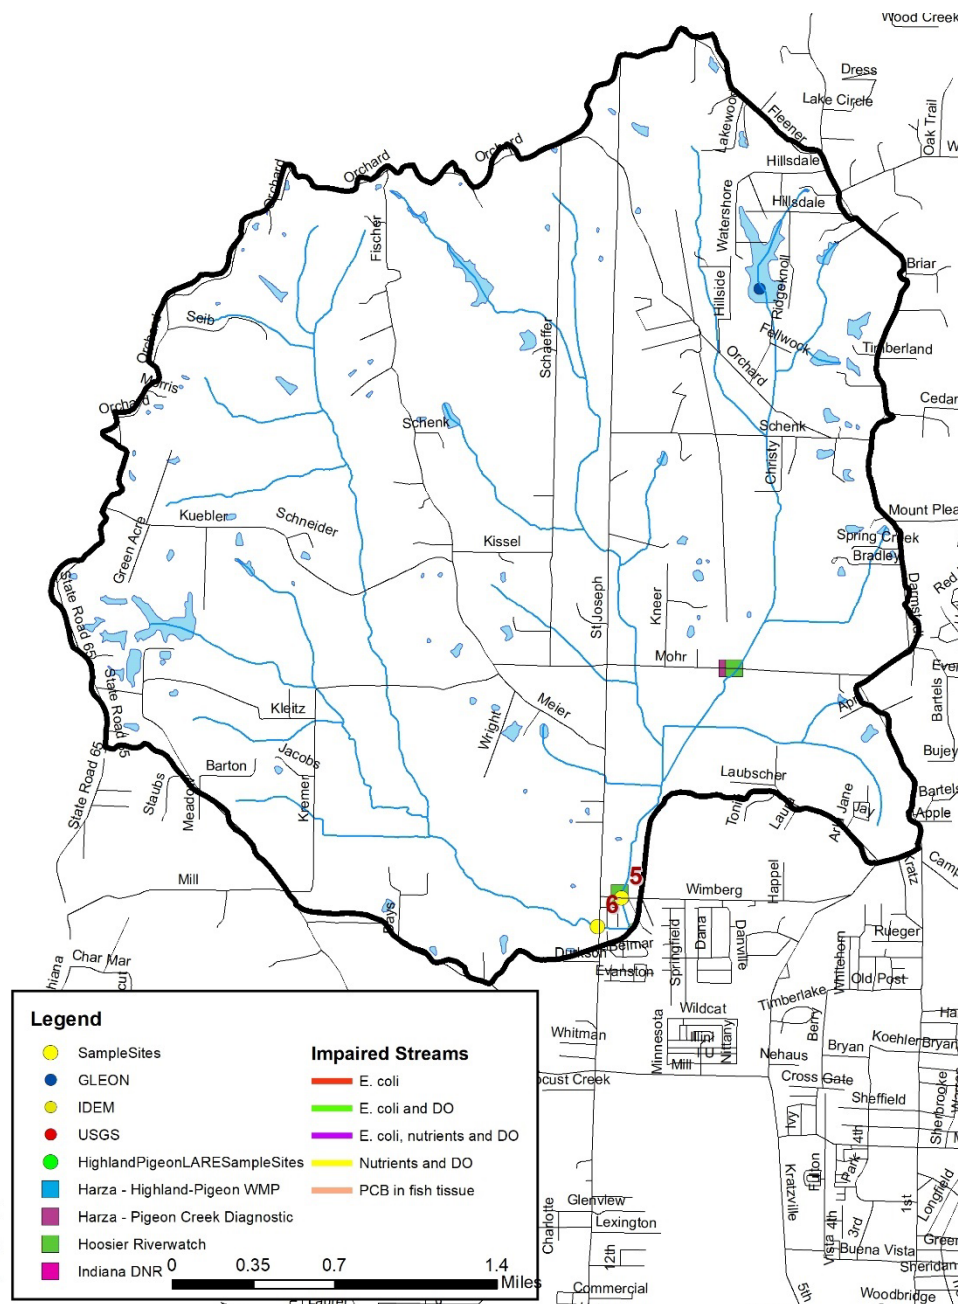 Wood Creek
Dress
Lake Circle
Oak Trail
Lakewood
Fleener
Hillsdale
Orchard
Orchard
Orchard
Hillsdale
Watershore
Fischer
Briar
Hillside
Ridgeknoll
Seib
Orchard
Schaeffer
Fellwock
Timberland
Orchard
Morris
Orchard
Cedar
Schenk
Schenk
Christy
Mount Plea
Kuebler
Schneider
Green Acre
Kissel
Spring Creek
Bradley
State Road 65
St Joseph
Kneer
Mohr
Bartels
State Road 65
Kleitz
Wright
Meier
Bujey
Jacobs
Barton
State Road 65
Staubs
Meadow
Kremer
Laubscher
Bartels
Apple
Jay
Kratz
5
6
Mill
Wimberg
Happel
Springfield
Dana
Danville
Belmar
Evanston
Char Mar
Rueger
Whitehorn
Old Post
Timberlake
Berry
Wildcat
Whitman
Minnesota
Illini
I U
Nittany
Mill
Nehaus
Bryan
Koehler
Bryan
ocust Creek
Cross Gate
Sheffield
Sherbrooke
Ivy
4th
Park
Fulton
Kratzville
1st
Longfield
Glenview
Charlotte
Lexington
12th
Vista 4th
3rd
Buena Vista
Green
Sheridan
Commercial
5th
Woodbridge
Legend
SampleSites
GLEON
IDEM
USGS
HighlandPigeonLARESampleSites
Harza - Highland-Pigeon WMP
Harza - Pigeon Creek Diagnostic
Hoosier Riverwatch
Indiana DNR
Impaired Streams
E. coli
E. coli and DO
E. coli, nutrients and DO
Nutrients and DO
PCB in fish tissue
0 0.35 0.7 1.4
Miles